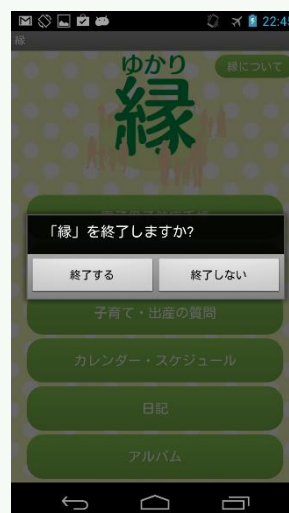 22:45
縁
ゆかり
縁
縁について
「縁」を終了しますか?
終了する
終了しない
子育て・出産の質問
カレンダー・スケジュール
日記
アルバム